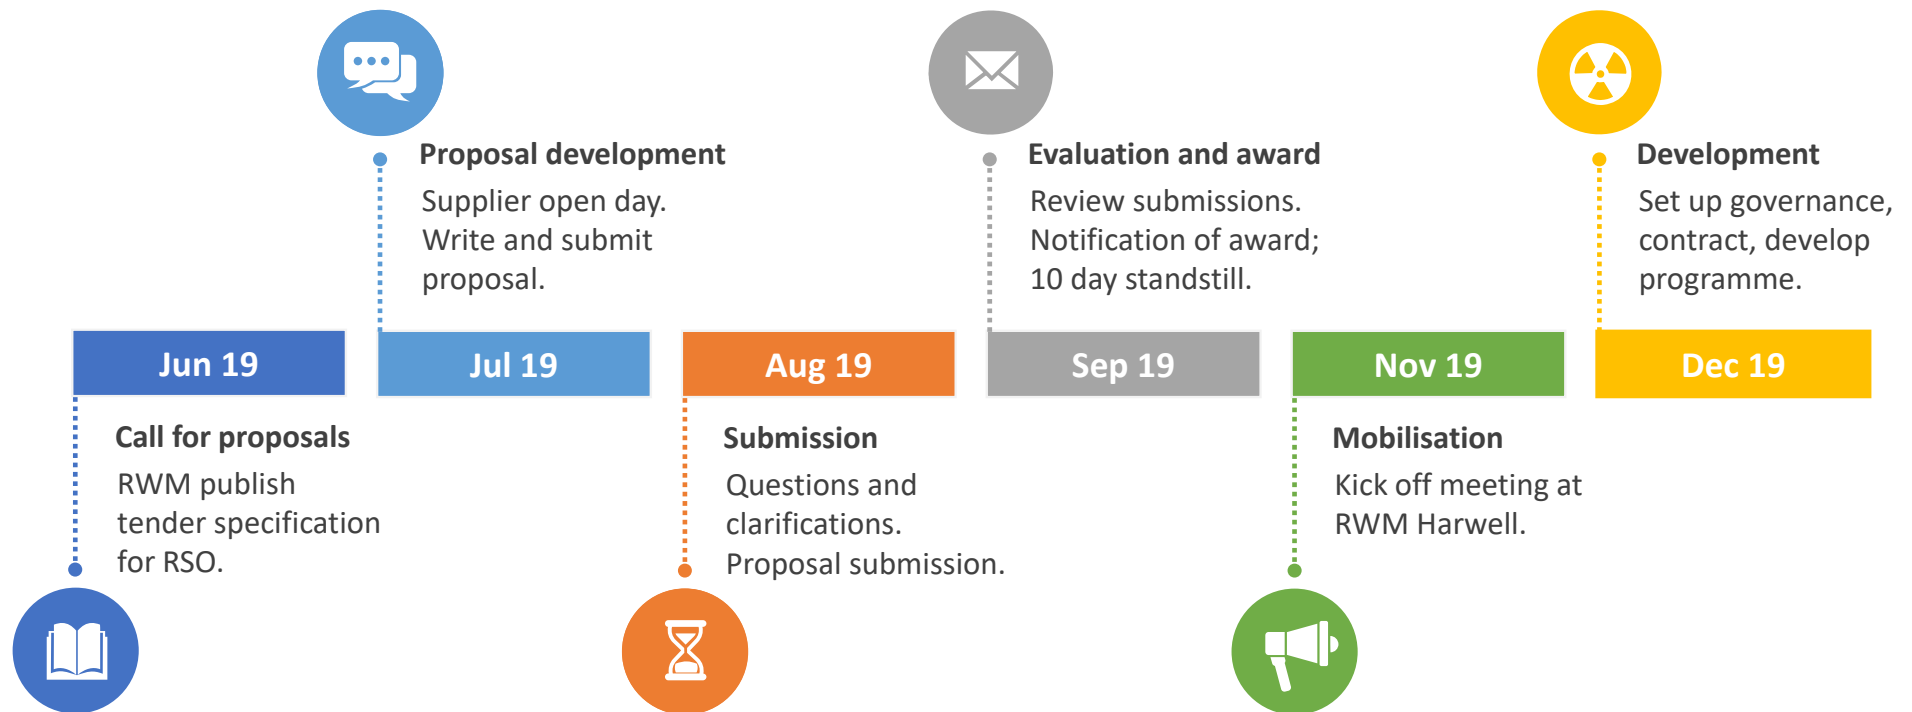 Proposal development
Supplier open day.
Write and submit
proposal.
Evaluation and award
Review submissions.
Notification of award;
10 day standstill.
Development
Set up governance,
contract, develop
programme.
Jun 19
Jul 19
Aug 19
Sep 19
Nov 19
Dec 19
Call for proposals
RWM publish
tender specification
for RSO.
Submission
Questions and
clarifications.
Proposal submission.
Mobilisation
Kick off meeting at
RWM Harwell.